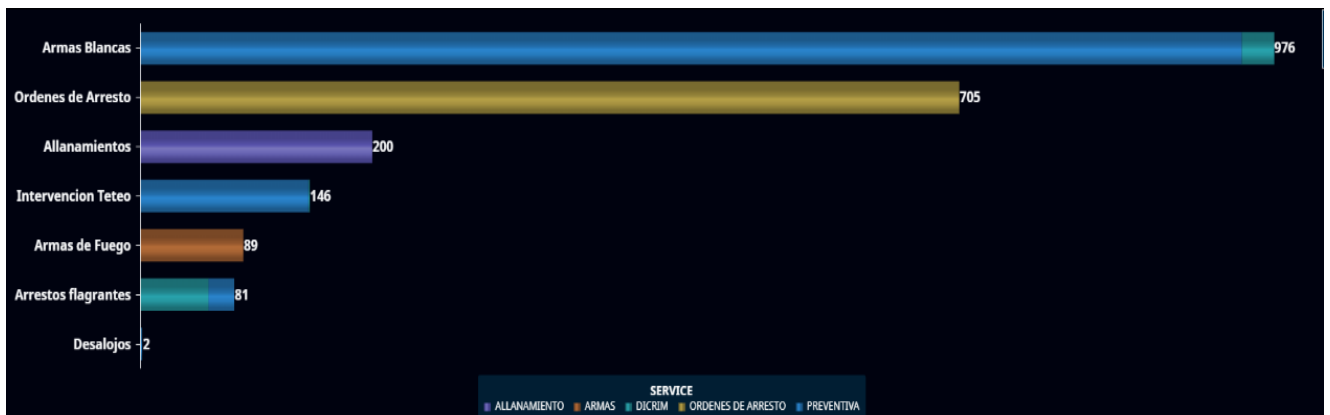 Armas Blancas 976
Ordenes de Arresto 705
Allanamientos 200
Intervencion Teteo 146
Armas de Fuego 89
Arrestos flagrantes 81
Desalojos 2
SERVICE
ALLANAMIENTO ARMAS DICRIM ORDENES DE ARRESTO PREVENTIVA